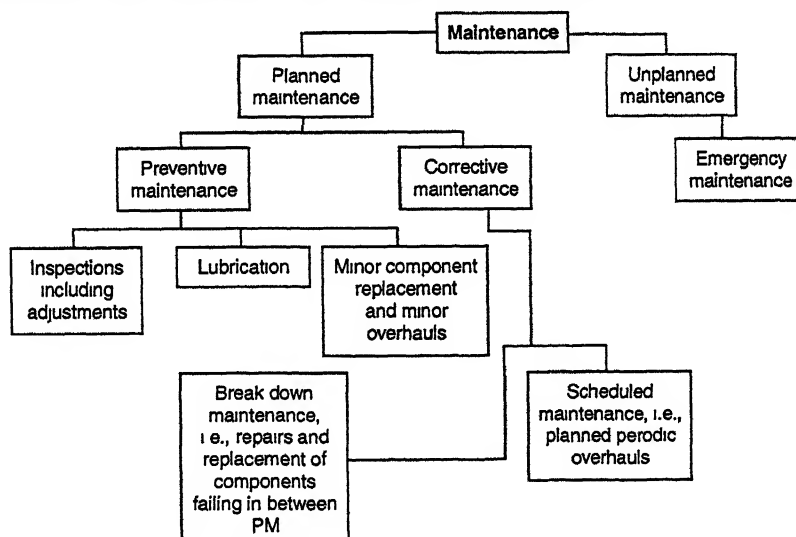 Maintenance
Planned
maintenance
Unplanned
maintenance
Preventive
maintenance
Corrective
maintenance
Emergency
maintenance
Inspections
including
adjustments
Lubrication
Minor component
replacement
and minor
overhauls
Break down
maintenance,
i e., repairs and
replacement of
components
failing in between
PM
Scheduled
maintenance, i.e.,
planned perodic
overhauls